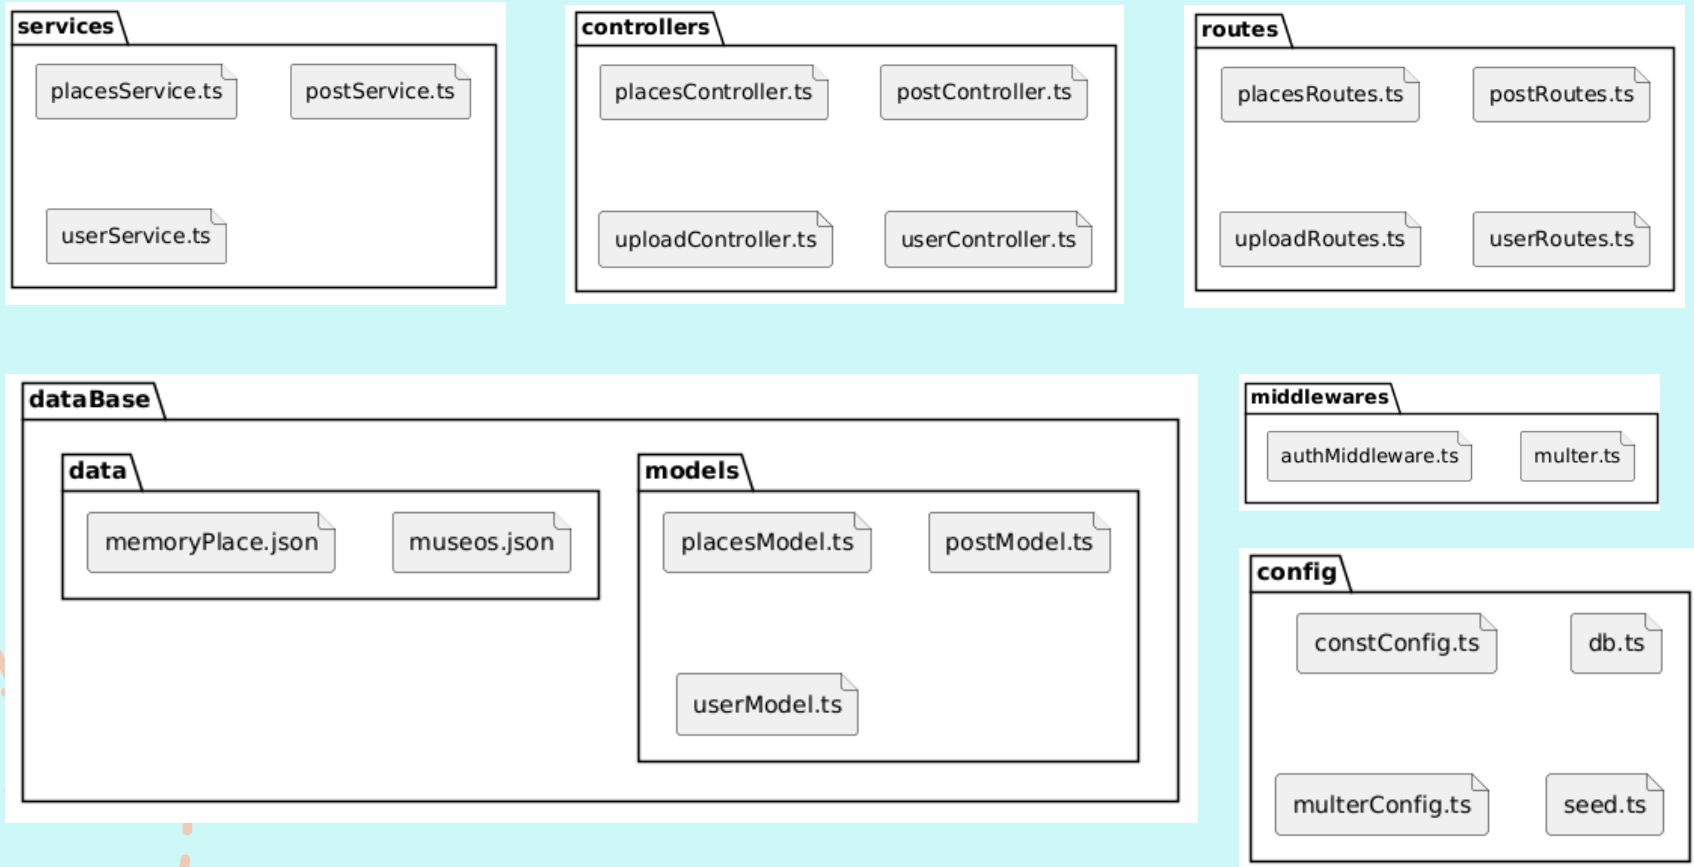 services
placesService.ts
postService.ts
userService.ts
controllers
placesController.ts
postController.ts
uploadController.ts
userController.ts
routes
placesRoutes.ts
postRoutes.ts
uploadRoutes.ts
userRoutes.ts
dataBase
data
memoryPlace.json
museos.json
models
placesModel.ts
postModel.ts
userModel.ts
middlewares
authMiddleware.ts
multer.ts
config
constConfig.ts
db.ts
multerConfig.ts
seed.ts